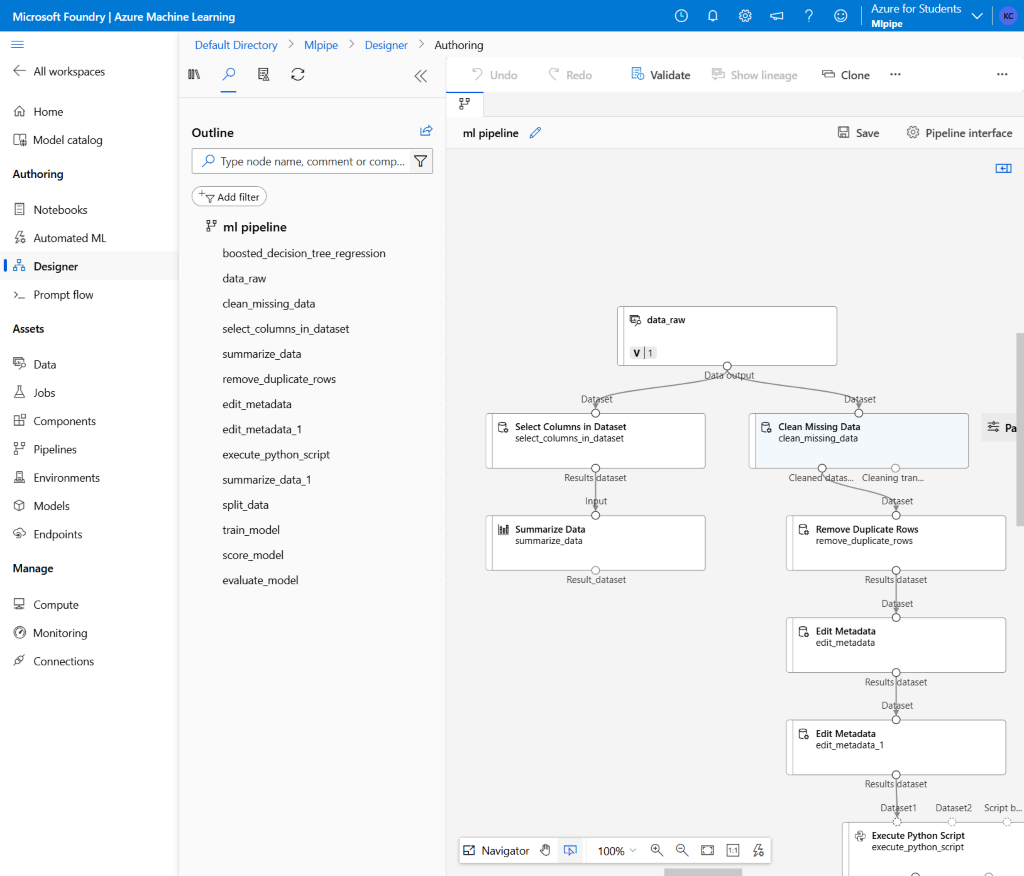 Microsoft Foundry | Azure Machine Learning
Azure for Students
Mlpipe
KC
All workspaces
Home
Model catalog
Authoring
Notebooks
Automated ML
Designer
Prompt flow
Assets
Data
Jobs
Components
Pipelines
Environments
Models
Endpoints
Manage
Compute
Monitoring
Connections
Default Directory > Mlpipe > Designer > Authoring
Outline
Type node name, comment or comp...
Add filter
ml pipeline
boosted_decision_tree_regression
data_raw
clean_missing_data
select_columns_in_dataset
summarize_data
remove_duplicate_rows
edit_metadata
edit_metadata_1
execute_python_script
summarize_data_1
split_data
train_model
score_model
evaluate_model
Undo Redo Validate Show lineage Clone ... ...
ml pipeline Save Pipeline interface
data_raw
V 1
Data output
Dataset Dataset
Select Columns in Dataset
select_columns_in_dataset
Clean Missing Data
clean_missing_data
Pa
Results dataset
Cleaned datas... Cleaning tran...
Input Dataset
Summarize Data
summarize_data
Remove Duplicate Rows
remove_duplicate_rows
Result_dataset
Results dataset
Dataset
Edit Metadata
edit_metadata
Results dataset
Dataset
Edit Metadata
edit_metadata_1
Results dataset
Dataset1 Dataset2 Script b...
Execute Python Script
execute_python_script
Navigator 100% 1:1